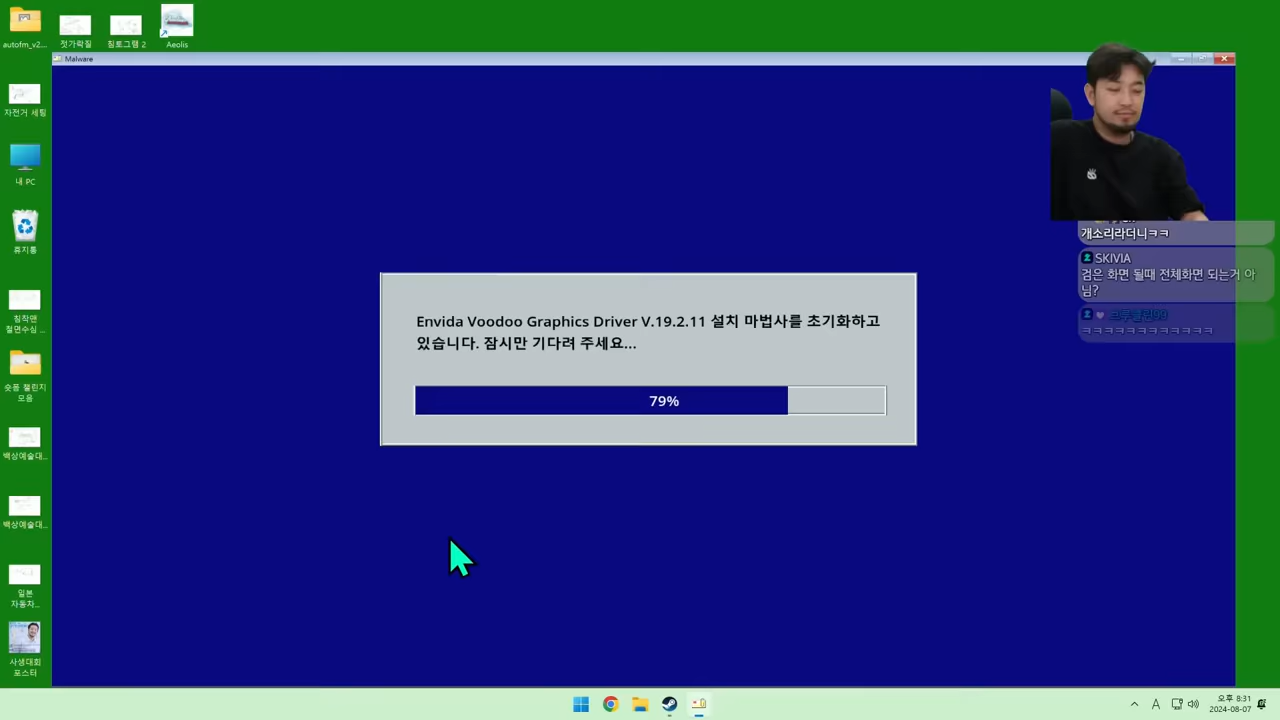 autofm_v2...
젓가락질
침토그램 2
Aeolis
Malware
자전거 세팅
내 PC
휴지통
침착맨
철면수심 ...
숏폼 챌린지
모음
백상예술대...
백상예술대...
일본
자동차...
사생대회
포스터
Envida Voodoo Graphics Driver V.19.2.11 설치 마법사를 초기화하고
있습니다. 잠시만 기다려 주세요...
79%
개소리라더니ㅋㅋ
SKIVIA
검은 화면 될때 전체화면 되는거 아
님?
ㅋㅋㅋㅋㅋㅋㅋㅋㅋㅋㅋㅋ
A
오후 8:31
2024-08-07